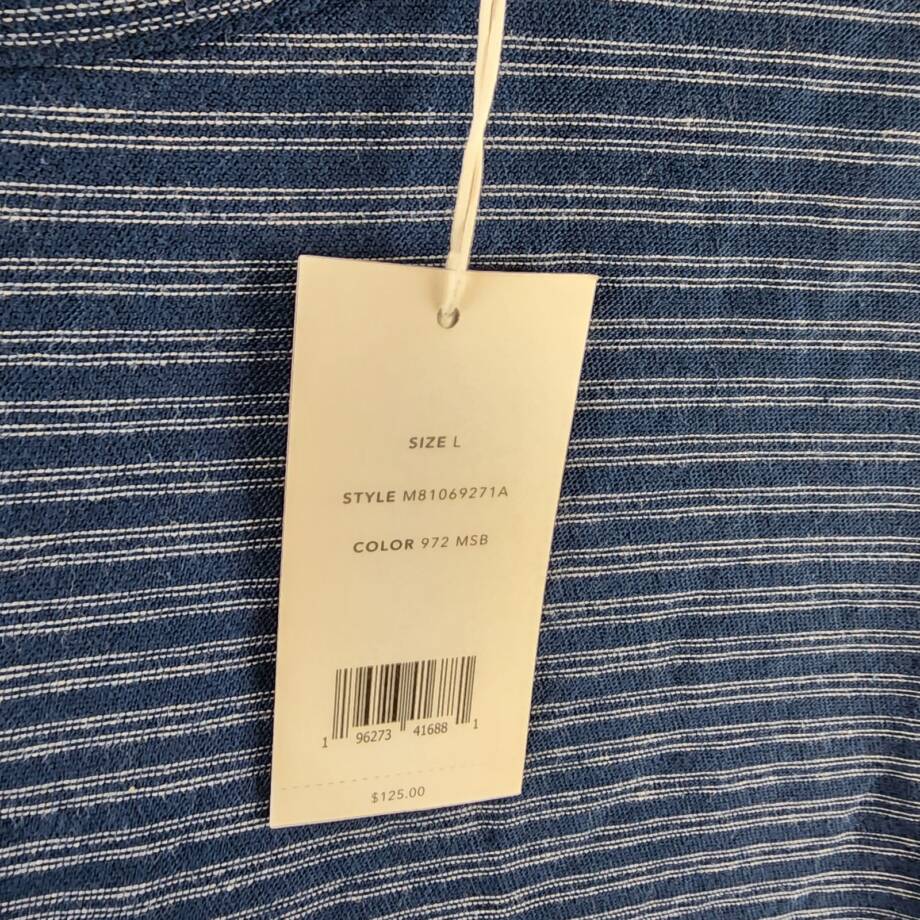 SIZE L
STYLE M81069271A
COLOR 972 MSB
1 96273 41688 1
$125.00